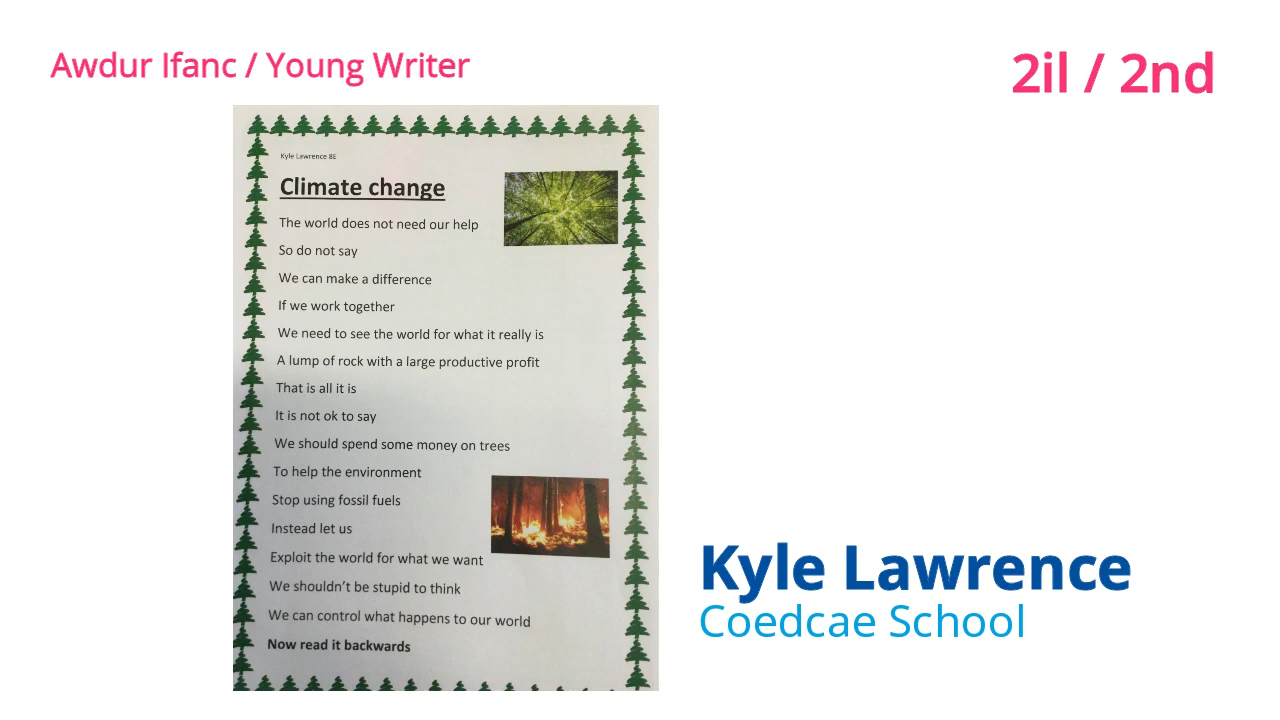 Awdur Ifanc / Young Writer
2il / 2nd
Kyle Lawrence 8E
Climate change
The world does not need our help
So do not say
We can make a difference
If we work together
We need to see the world for what it really is
A lump of rock with a large productive profit
That is all it is
It is not ok to say
We should spend some money on trees
To help the environment
Stop using fossil fuels
Instead let us
Exploit the world for what we want
We shouldn't be stupid to think
We can control what happens to our world
Now read it backwards
Kyle Lawrence
Coedcae School